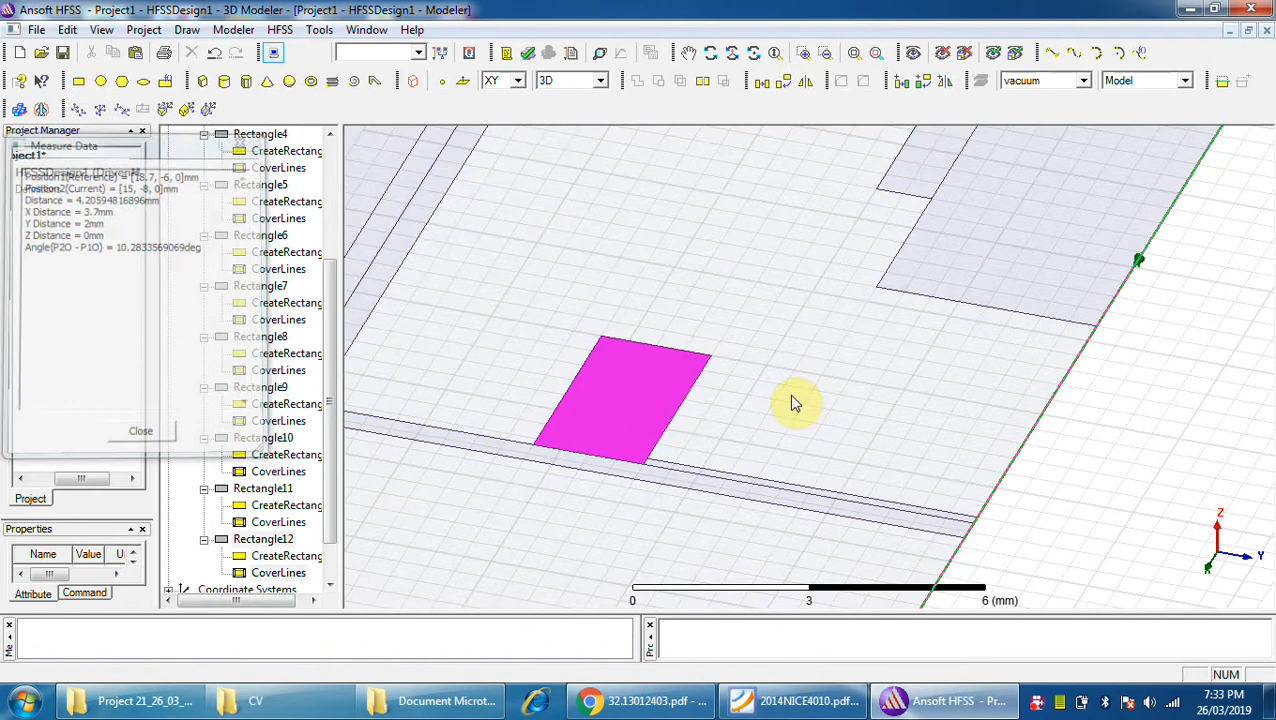 Ansoft HFSS - Project1 - HFSSDesign1 - 3D Modeler - [Project1 - HFSSDesign1 - Modeler]
File Edit View Project Draw Modeler HFSS Tools Window Help
XY 3D vacuum Model
Project Manager
Measure Data
oject1*
Position1(Reference) = [18.7, -6, 0]mm
Position2(Current) = [15, -8, 0]mm
Distance = 4.20594816896mm
X Distance = 3.7mm
Y Distance = 2mm
Z Distance = 0mm
Angle(P2O - P1O) = 10.2833569069deg
Close
Project
Properties
Name Value U
Attribute Command
Rectangle4
CreateRectang
CoverLines
Rectangle5
CreateRectang
CoverLines
Rectangle6
CreateRectang
CoverLines
Rectangle7
CreateRectang
CoverLines
Rectangle8
CreateRectang
CoverLines
Rectangle9
CreateRectang
CoverLines
Rectangle10
CreateRectang
CoverLines
Rectangle11
CreateRectang
CoverLines
Rectangle12
CreateRectang
CoverLines
Coordinate Systems
Z
Y
X
0 3 6 (mm)
NUM
Project 21_26_03_...
CV
Document Microt...
32.13012403.pdf - ...
2014NICE4010.pdf...
Ansoft HFSS - Pr...
7:33 PM
26/03/2019